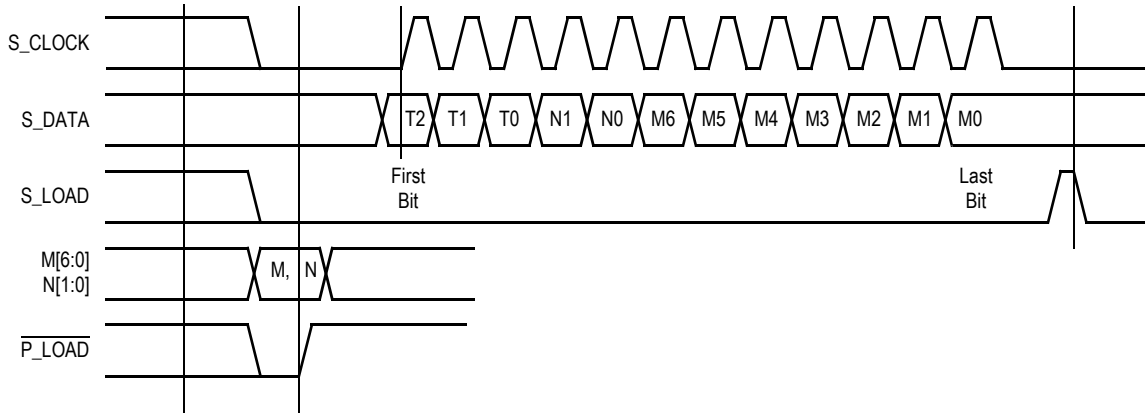 S_CLOCK
S_DATA
T2 T1 T0 N1 N0 M6 M5 M4 M3 M2 M1 M0
First
Bit
Last
Bit
S_LOAD
M[6:0]
N[1:0]
M, N
P_LOAD